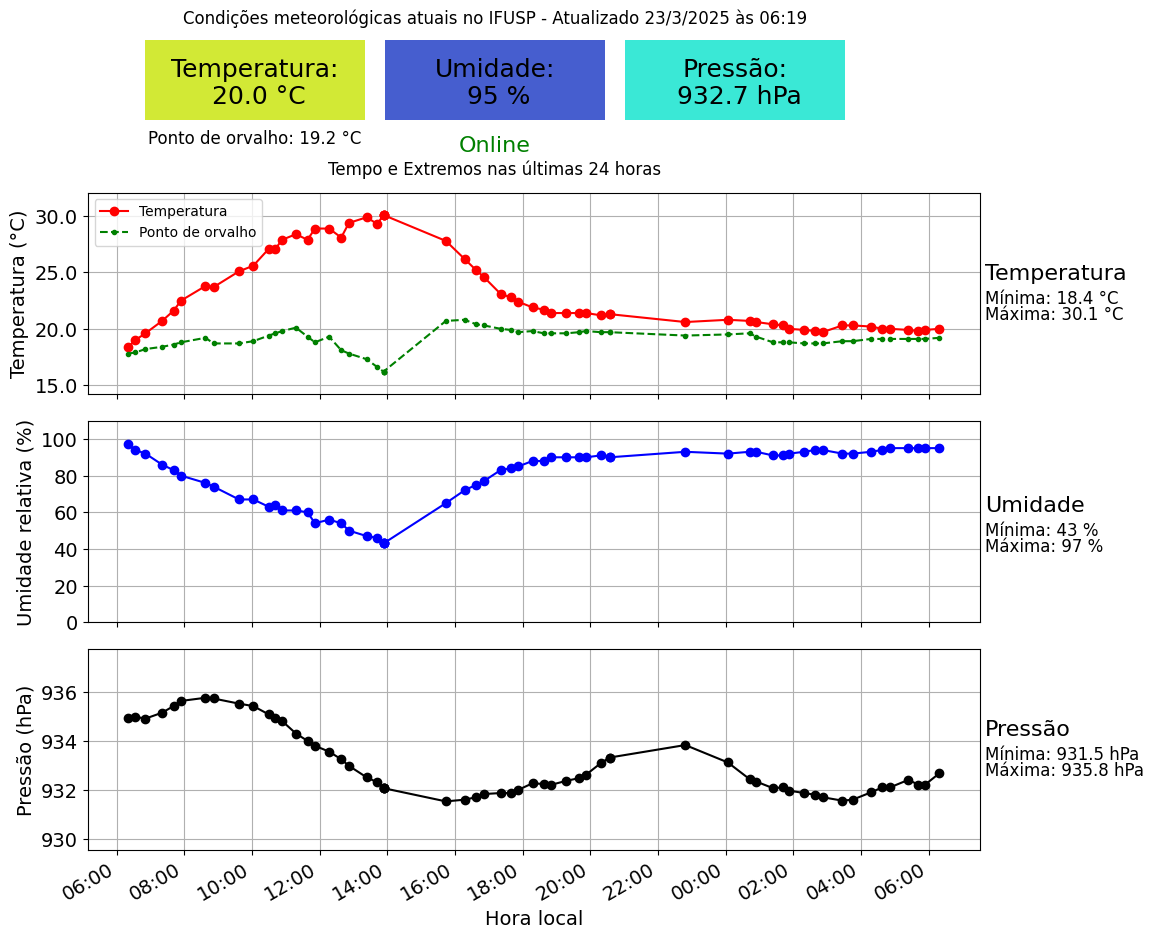 Condições meteorológicas atuais no IFUSP - Atualizado 23/3/2025 às 06:19
Temperatura:
20.0 °C
Umidade:
95 %
Pressão:
932.7 hPa
Ponto de orvalho: 19.2 °C
Online
Tempo e Extremos nas últimas 24 horas
Temperatura (°C)
30.0
25.0
20.0
15.0
Temperatura
Ponto de orvalho
Temperatura
Mínima: 18.4 °C
Máxima: 30.1 °C
Umidade relativa (%)
100
80
60
40
20
0
Umidade
Mínima: 43 %
Máxima: 97 %
Pressão (hPa)
936
934
932
930
Pressão
Mínima: 931.5 hPa
Máxima: 935.8 hPa
06:00 08:00 10:00 12:00 14:00 16:00 18:00 20:00 22:00 00:00 02:00 04:00 06:00
Hora local